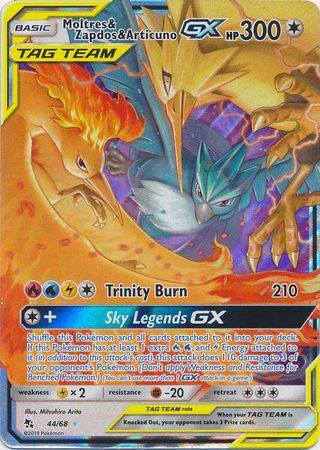 BASIC
Moltres&
Zapdos&Articuno GX HP300
TAG TEAM
Trinity Burn 210
+ Sky Legends GX
Shuffle this Pokémon and all cards attached to it into your deck.
If this Pokémon has at least 1 extra , , and Energy attached to
it (in addition to this attack's cost), this attack does 110 damage to 3 of
your opponent's Pokémon. (Don't apply Weakness and Resistance for
Benched Pokémon.) (You can't use more than 1 GX attack in a game.)
weakness ×2 resistance -20 retreat
Illus. Mitsuhiro Arita
44/68
©2019 Pokémon
TAG TEAM rule
When your TAG TEAM is
Knocked Out, your opponent takes 3 Prize cards.